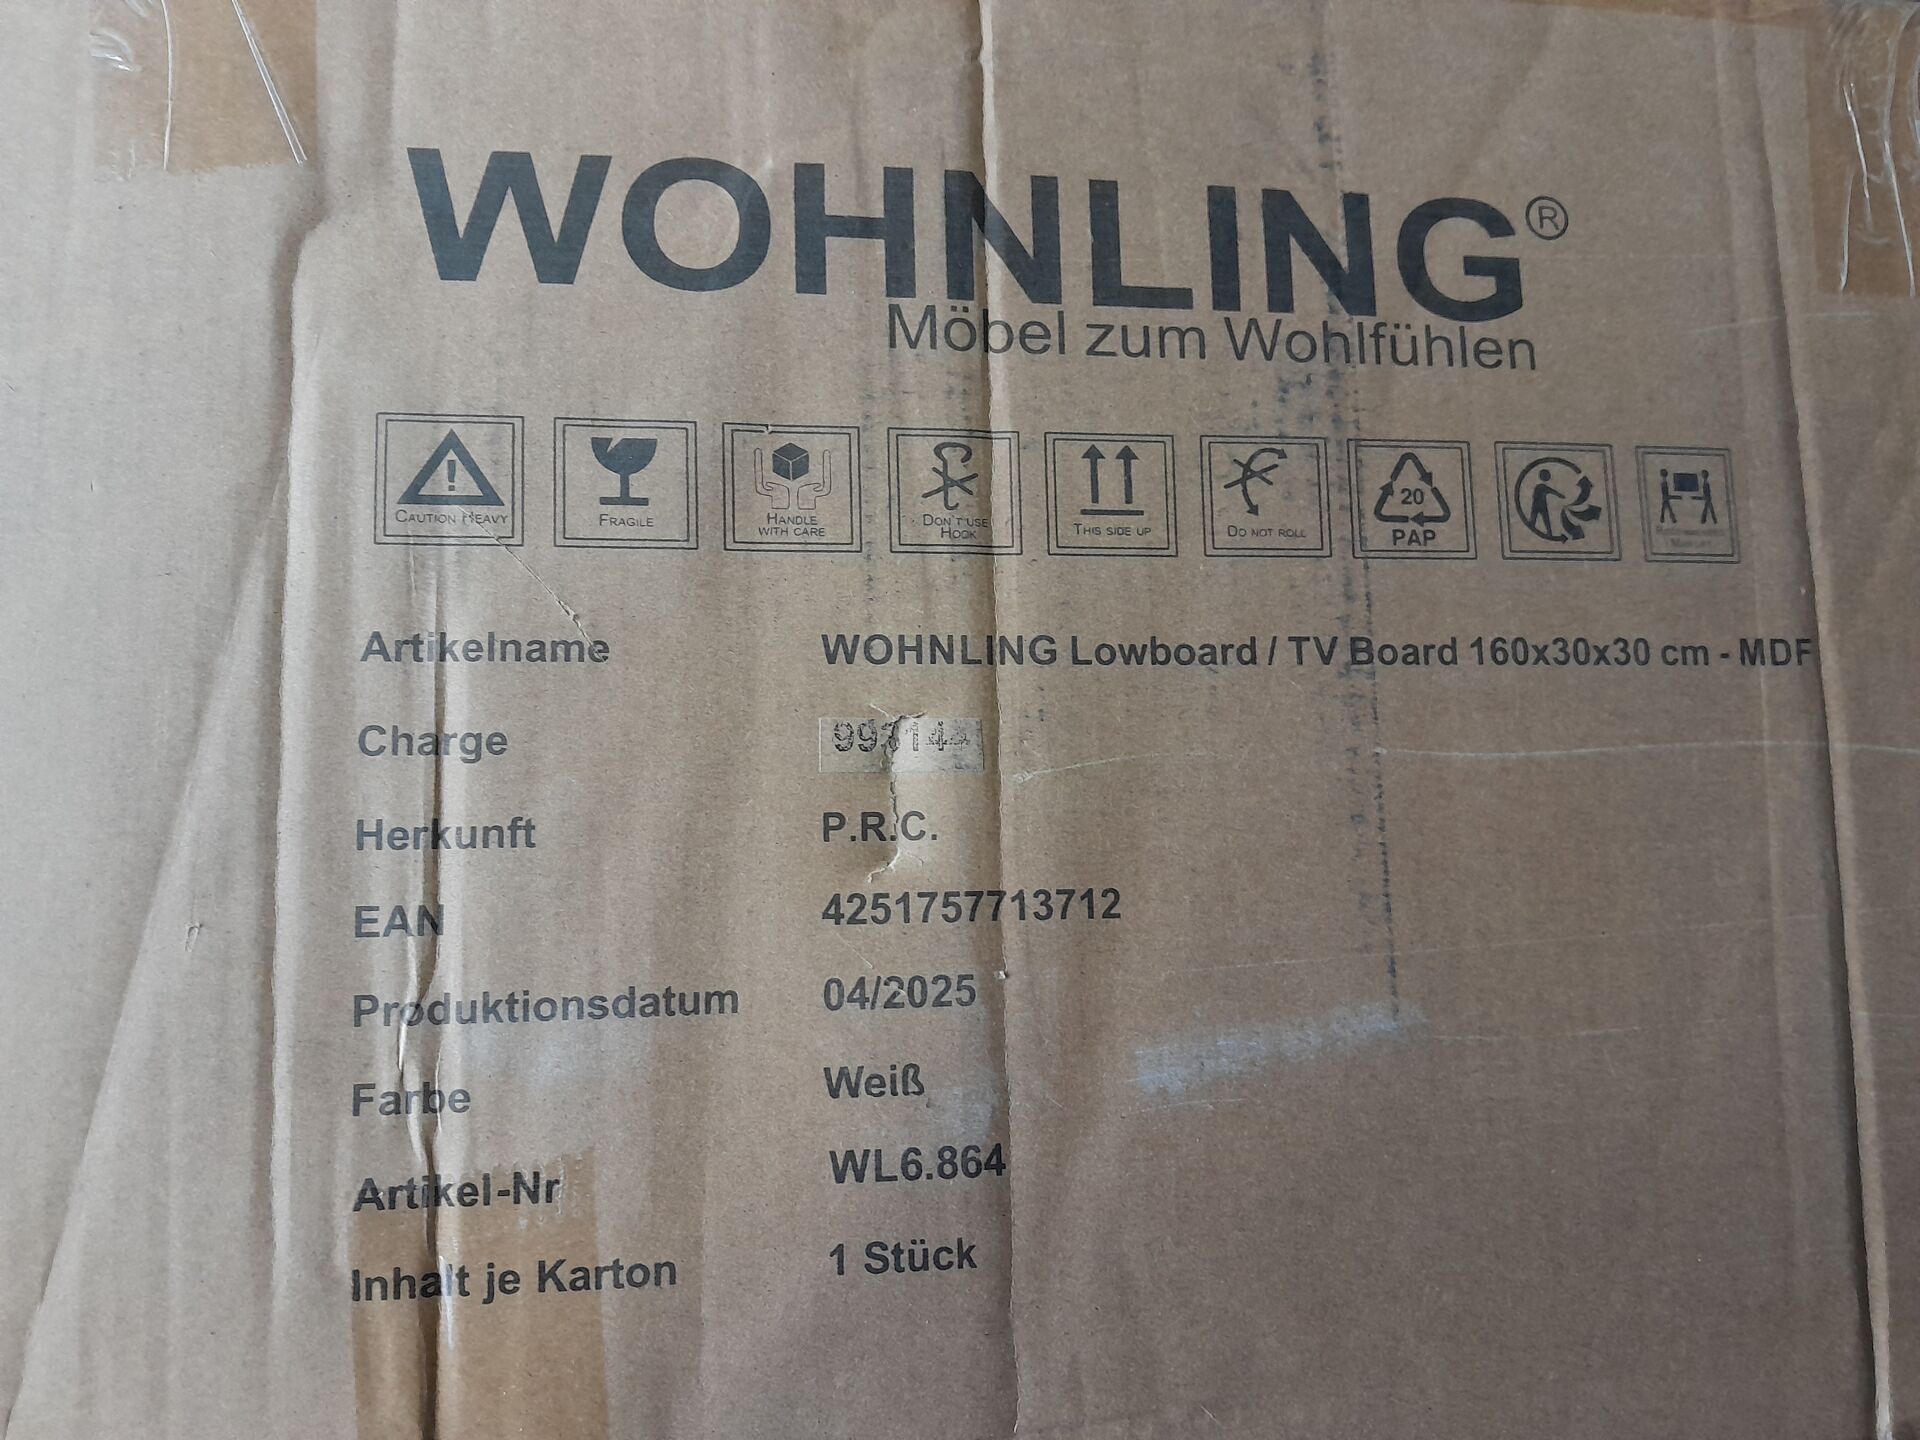 WOHNLING®
Möbel zum Wohlfühlen
CAUTION HEAVY
FRAGILE
HANDLE WITH CARE
DON'T USE HOOK
THIS SIDE UP
DO NOT ROLL
20
PAP
Artikelname WOHNLING Lowboard / TV Board 160x30x30 cm - MDF
Charge
Herkunft P.R.C.
EAN 4251757713712
Produktionsdatum 04/2025
Farbe Weiß
Artikel-Nr WL6.864
Inhalt je Karton 1 Stück